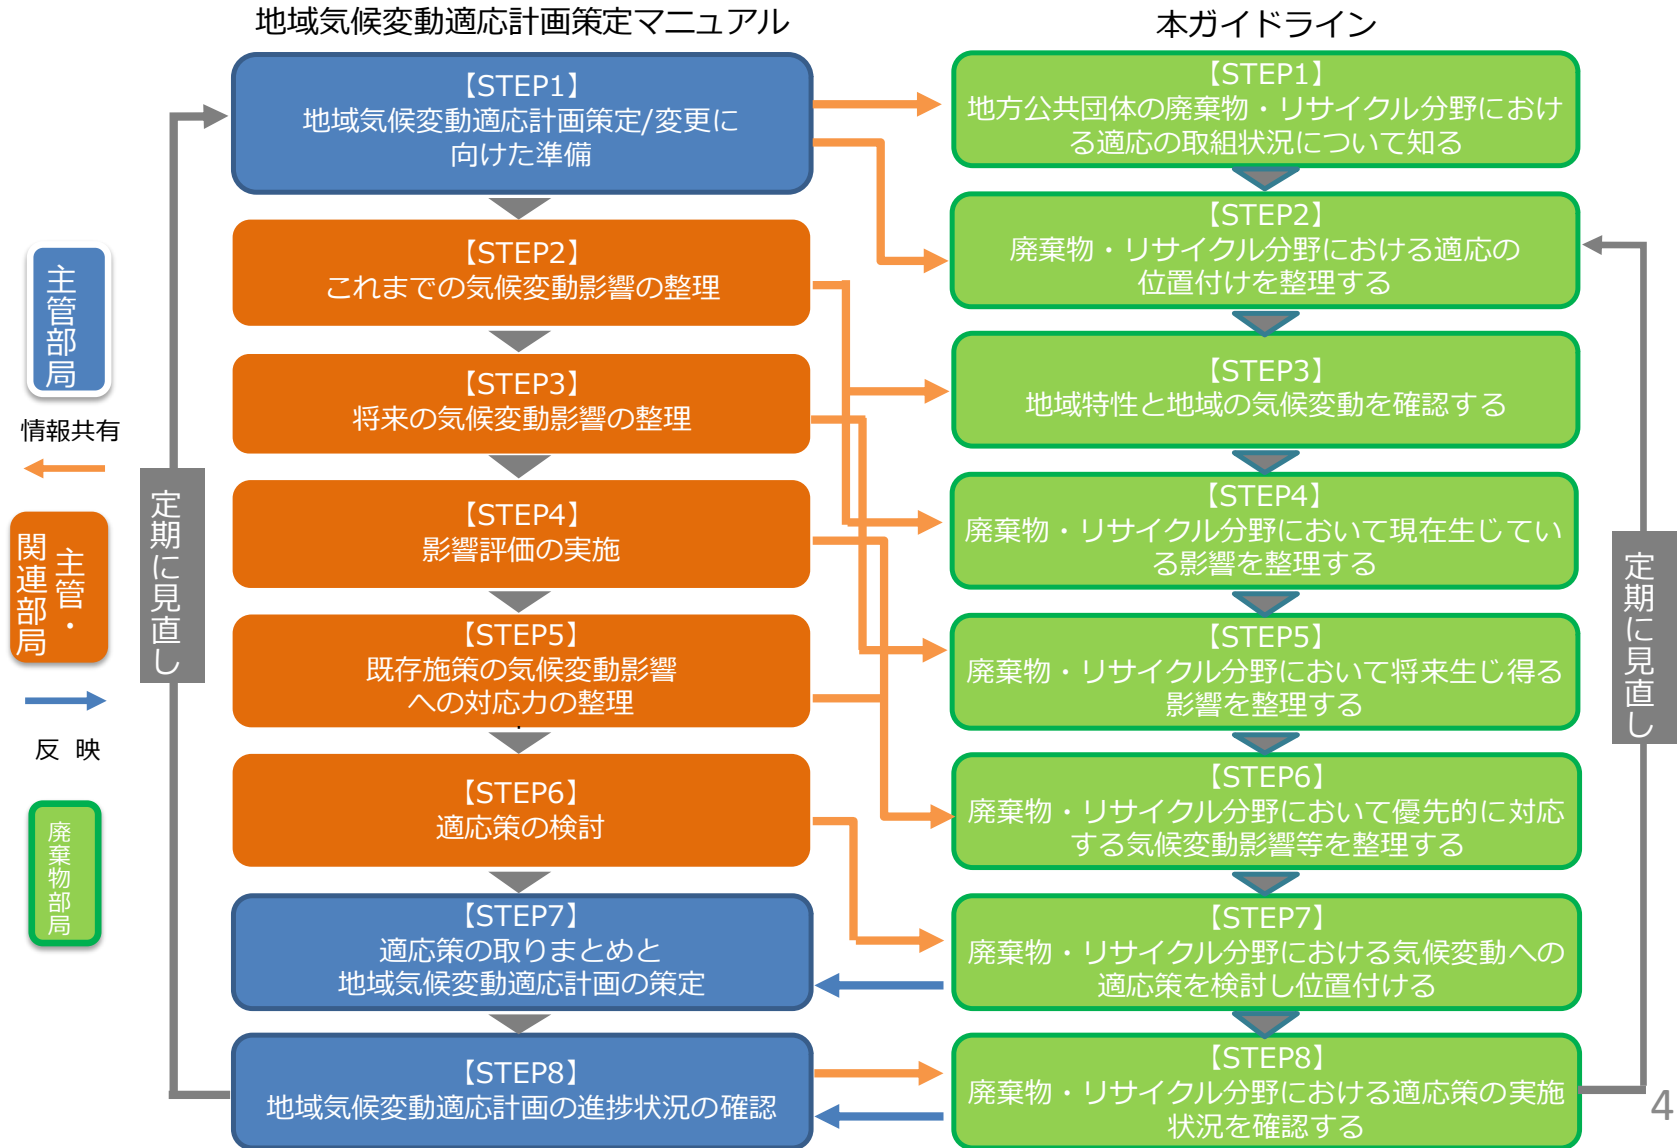 地域気候変動適応計画策定マニュアル
【STEP1】
地域気候変動適応計画策定/変更に
向けた準備
【STEP2】
これまでの気候変動影響の整理
【STEP3】
将来の気候変動影響の整理
【STEP4】
影響評価の実施
【STEP5】
既存施策の気候変動影響
への対応力の整理
【STEP6】
適応策の検討
【STEP7】
適応策の取りまとめと
地域気候変動適応計画の策定
【STEP8】
地域気候変動適応計画の進捗状況の確認
本ガイドライン
【STEP1】
地方公共団体の廃棄物・リサイクル分野におけ
る適応の取組状況について知る
【STEP2】
廃棄物・リサイクル分野における適応の
位置付けを整理する
【STEP3】
地域特性と地域の気候変動を確認する
【STEP4】
廃棄物・リサイクル分野において現在生じてい
る影響を整理する
【STEP5】
廃棄物・リサイクル分野において将来生じ得る
影響を整理する
【STEP6】
廃棄物・リサイクル分野において優先的に対応
する気候変動影響等を整理する
【STEP7】
廃棄物・リサイクル分野における気候変動への
適応策を検討し位置付ける
【STEP8】
廃棄物・リサイクル分野における適応策の実施
状況を確認する
主管部局
情報共有
主管・
関連部局
反 映
廃棄物部局
定期に見直し
定期に見直し
4